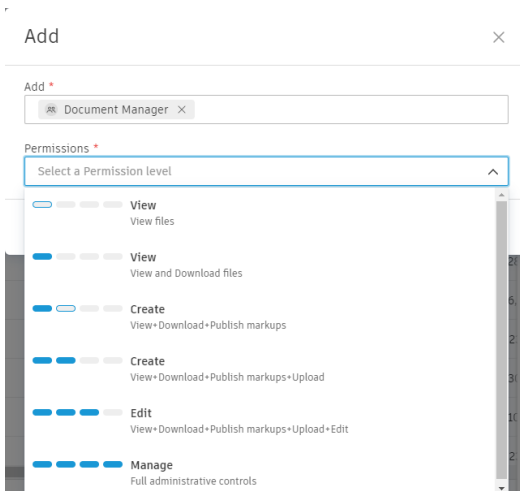 Add
Add *
Document Manager
Permissions *
Select a Permission level
View
View files
View
View and Download files
Create
View+Download+Publish markups
Create
View+Download+Publish markups+Upload
Edit
View+Download+Publish markups+Upload+Edit
Manage
Full administrative controls